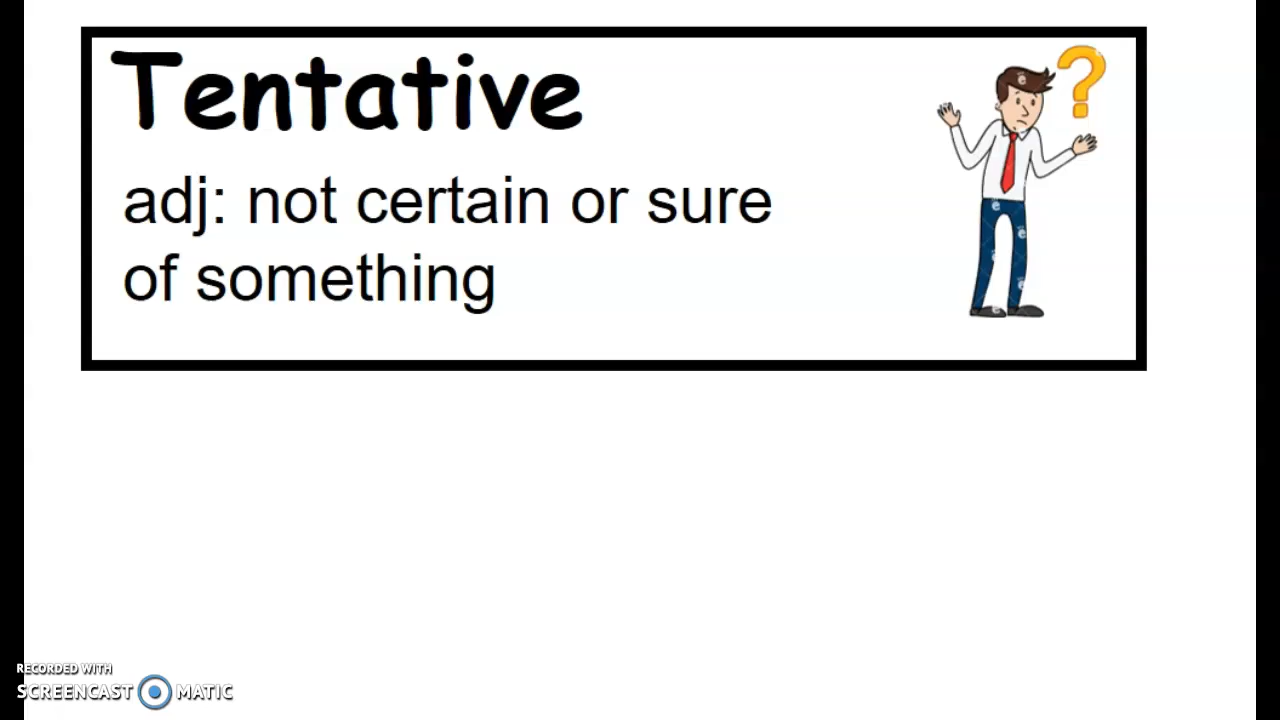 Tentative
adj: not certain or sure
of something
?
RECORDED WITH
SCREENCAST MATIC